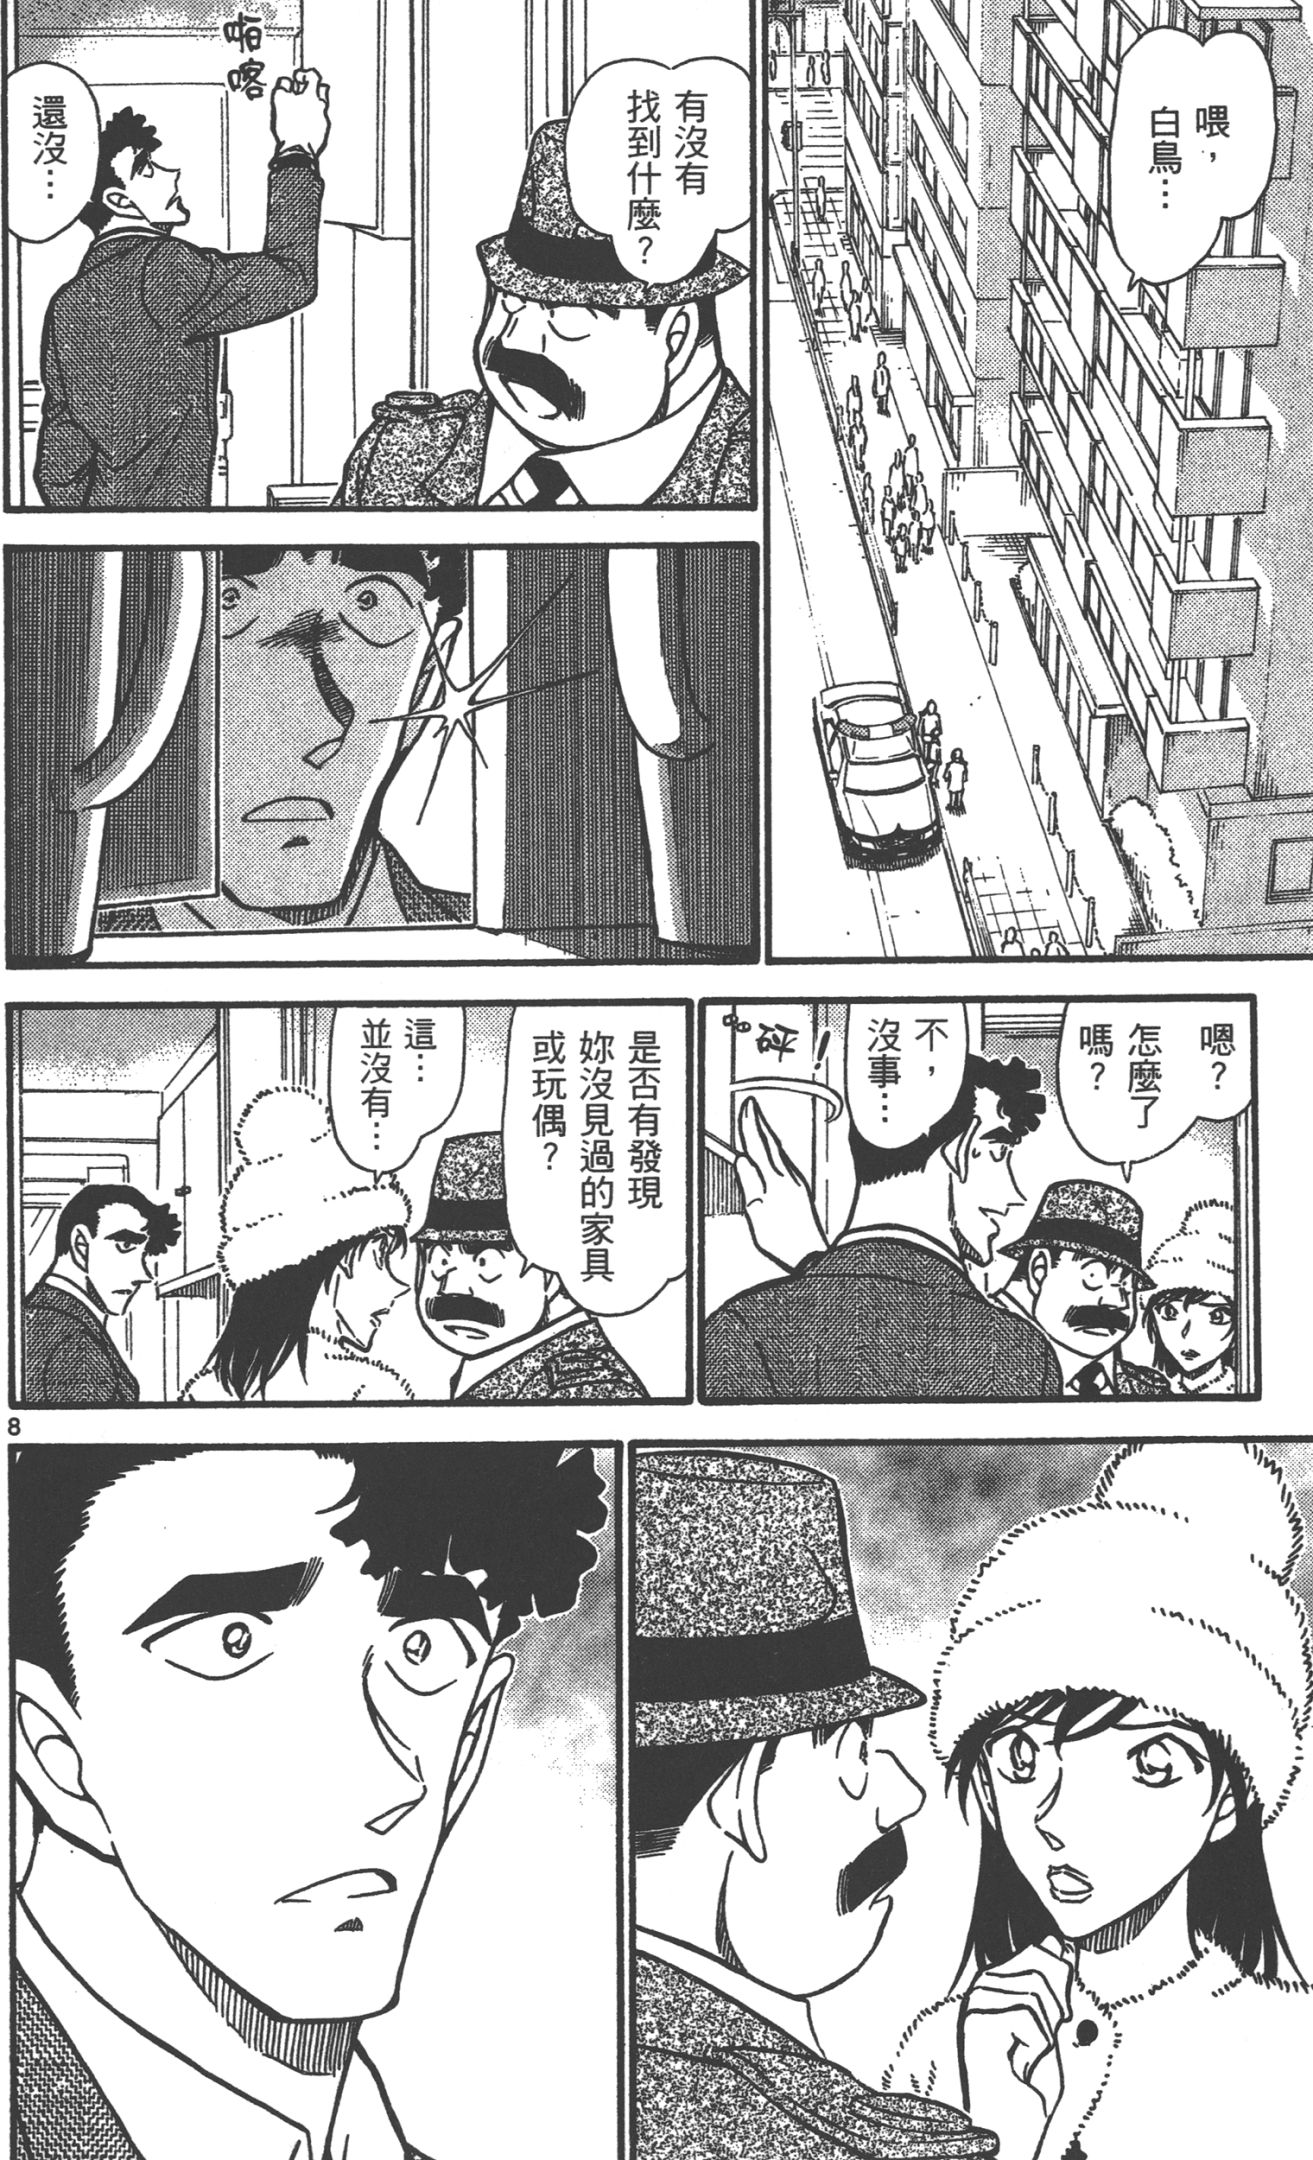 喂，
白鳥…
有沒有
找到什麼？
啪
喀
還沒…
嗯？
怎麼了
嗎？
不，
沒事…
是否有發現
妳沒見過的家具
或玩偶？
這…
並沒有…
8